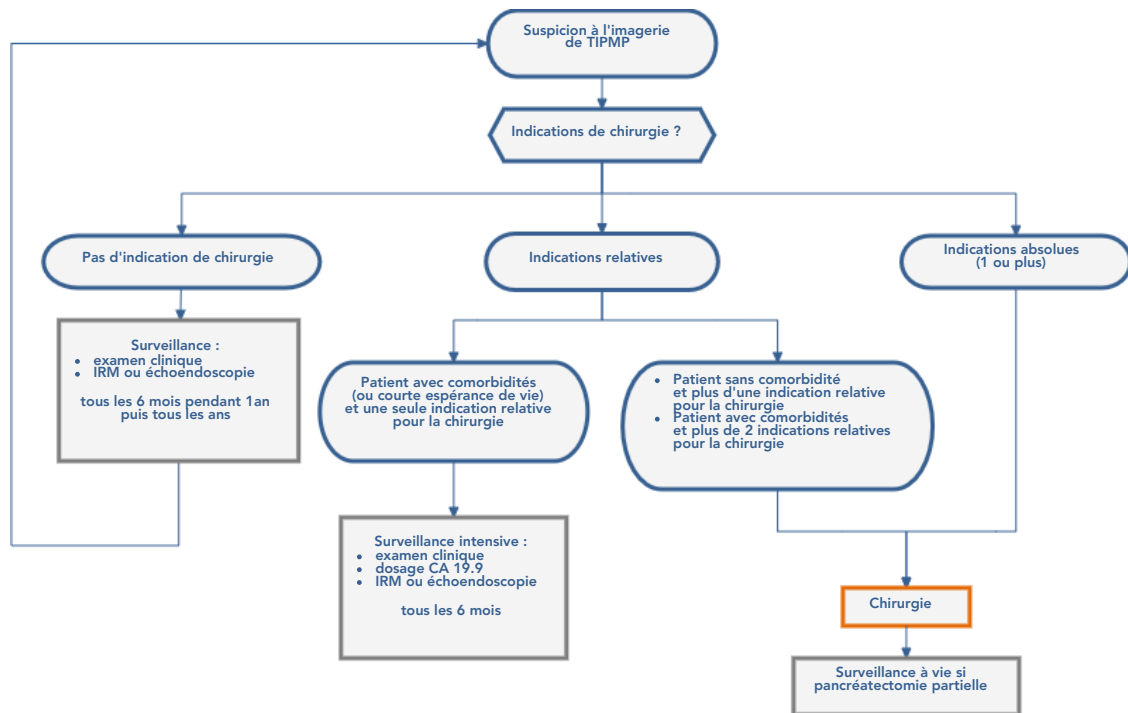 Suspicion à l'imagerie
de TIPMP
Indications de chirurgie ?
Pas d'indication de chirurgie
Indications relatives
Indications absolues
(1 ou plus)
Surveillance :
• examen clinique
• IRM ou échoendoscopie
tous les 6 mois pendant 1an
puis tous les ans
Patient avec comorbidités
(ou courte espérance de vie)
et une seule indication relative
pour la chirurgie
• Patient sans comorbidité
et plus d'une indication relative
pour la chirurgie
• Patient avec comorbidités
et plus de 2 indications relatives
pour la chirurgie
Surveillance intensive :
• examen clinique
• dosage CA 19.9
• IRM ou échoendoscopie
tous les 6 mois
Chirurgie
Surveillance à vie si
pancréatectomie partielle